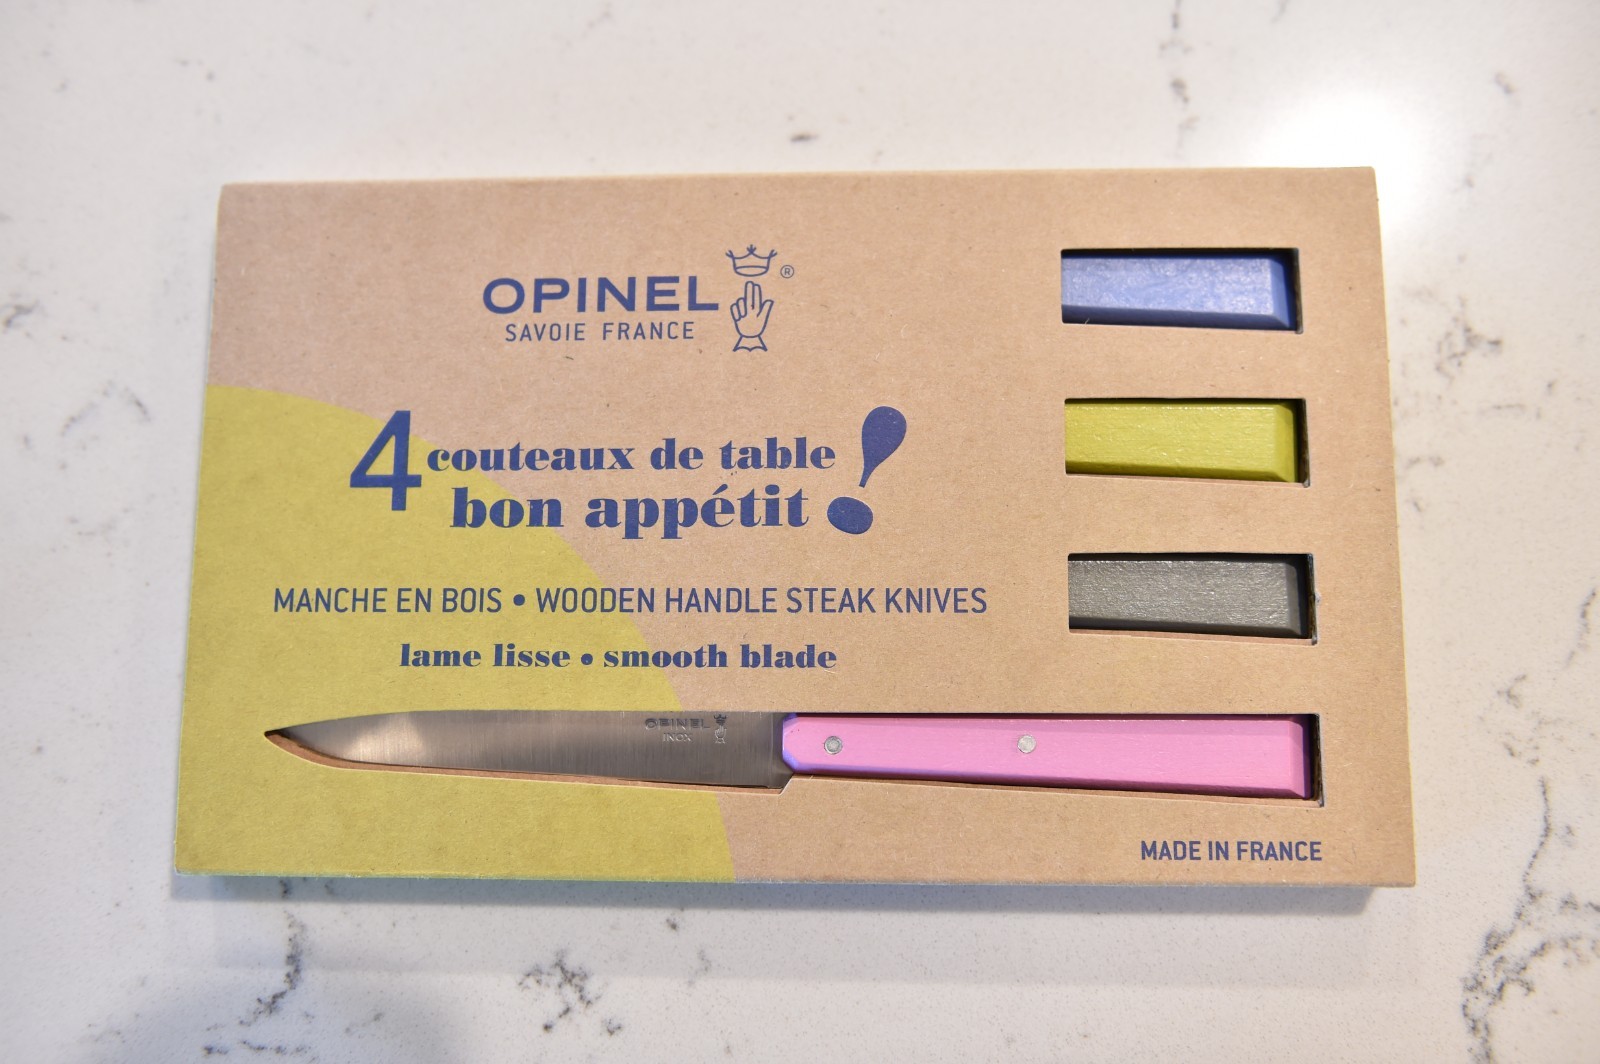 OPINEL ®
SAVOIE FRANCE
4 couteaux de table
bon appétit !
MANCHE EN BOIS • WOODEN HANDLE STEAK KNIVES
lame lisse • smooth blade
OPINEL
INOX
MADE IN FRANCE